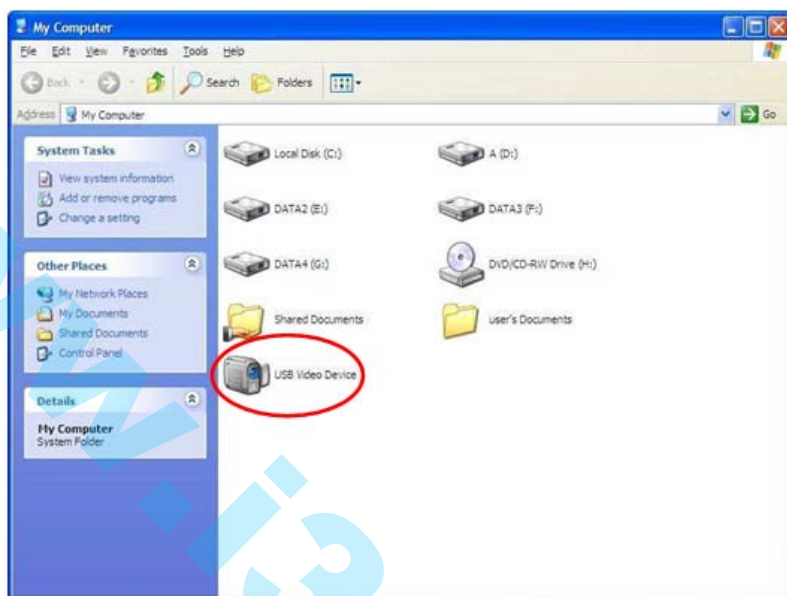 My Computer
File Edit View Favorites Tools Help
Back Search Folders
Address My Computer Go
System Tasks
View system information
Add or remove programs
Change a setting
Other Places
My Network Places
My Documents
Shared Documents
Control Panel
Details
My Computer
System Folder
Local Disk (C:) A (D:)
DATA2 (E:) DATA3 (F:)
DATA4 (G:) DVD/CD-RW Drive (H:)
Shared Documents user's Documents
USB Video Device